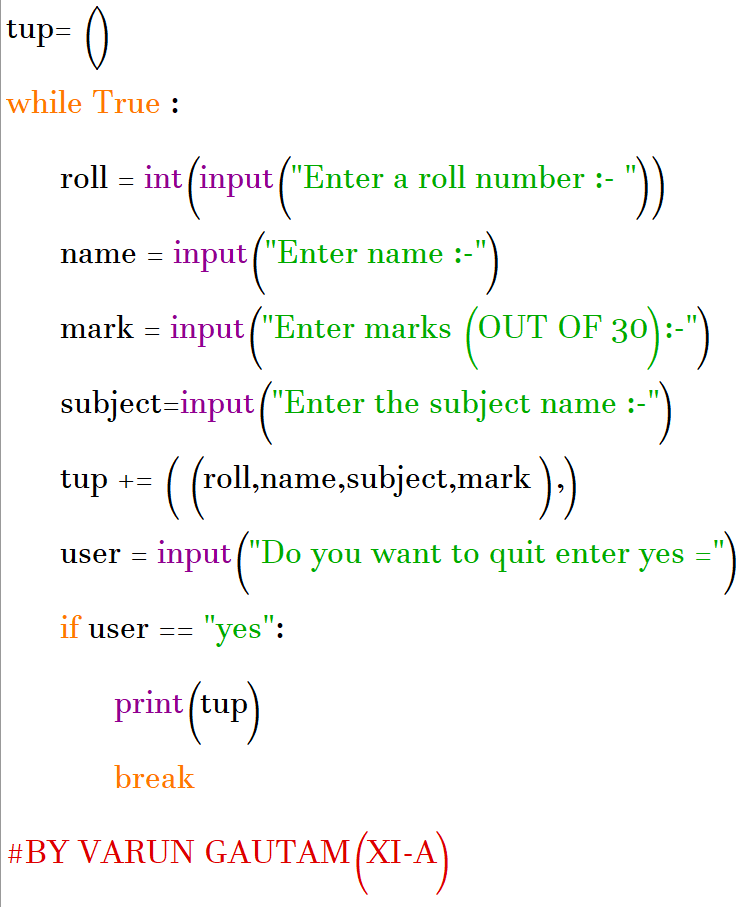 tup= ()
while True :
    roll = int(input("Enter a roll number :- "))
    name = input("Enter name :-")
    mark = input("Enter marks (OUT OF 30):-")
    subject=input("Enter the subject name :-")
    tup += ( (roll,name,subject,mark ),)
    user = input("Do you want to quit enter yes =")
    if user == "yes":
        print(tup)
        break
#BY VARUN GAUTAM(XI-A)